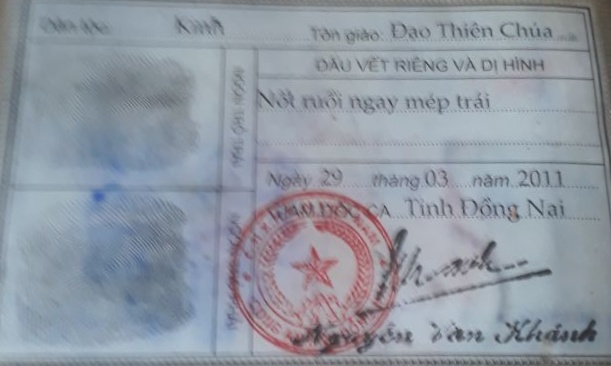 Dân tộc: Kinh Tôn giáo: Đạo Thiên Chúa
DẤU VẾT RIÊNG VÀ DỊ HÌNH
Nốt ruồi ngay mép trái
Ngày 29 tháng 03 năm 2011
GIÁM ĐỐC CA Tỉnh Đồng Nai
Nguyễn Văn Khánh